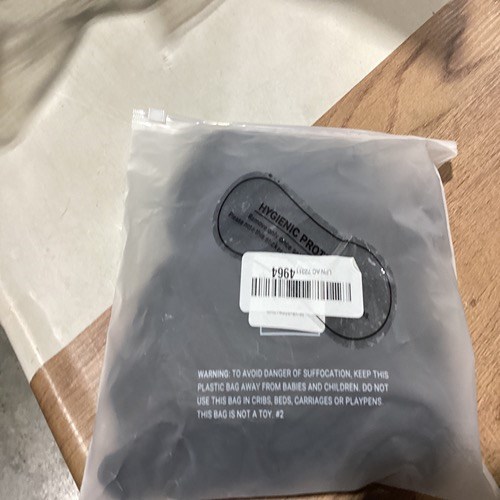 HYGIENIC PROT
4964
WARNING: TO AVOID DANGER OF SUFFOCATION, KEEP THIS
PLASTIC BAG AWAY FROM BABIES AND CHILDREN. DO NOT
USE THIS BAG IN CRIBS, BEDS, CARRIAGES OR PLAYPENS.
THIS BAG IS NOT A TOY. #2